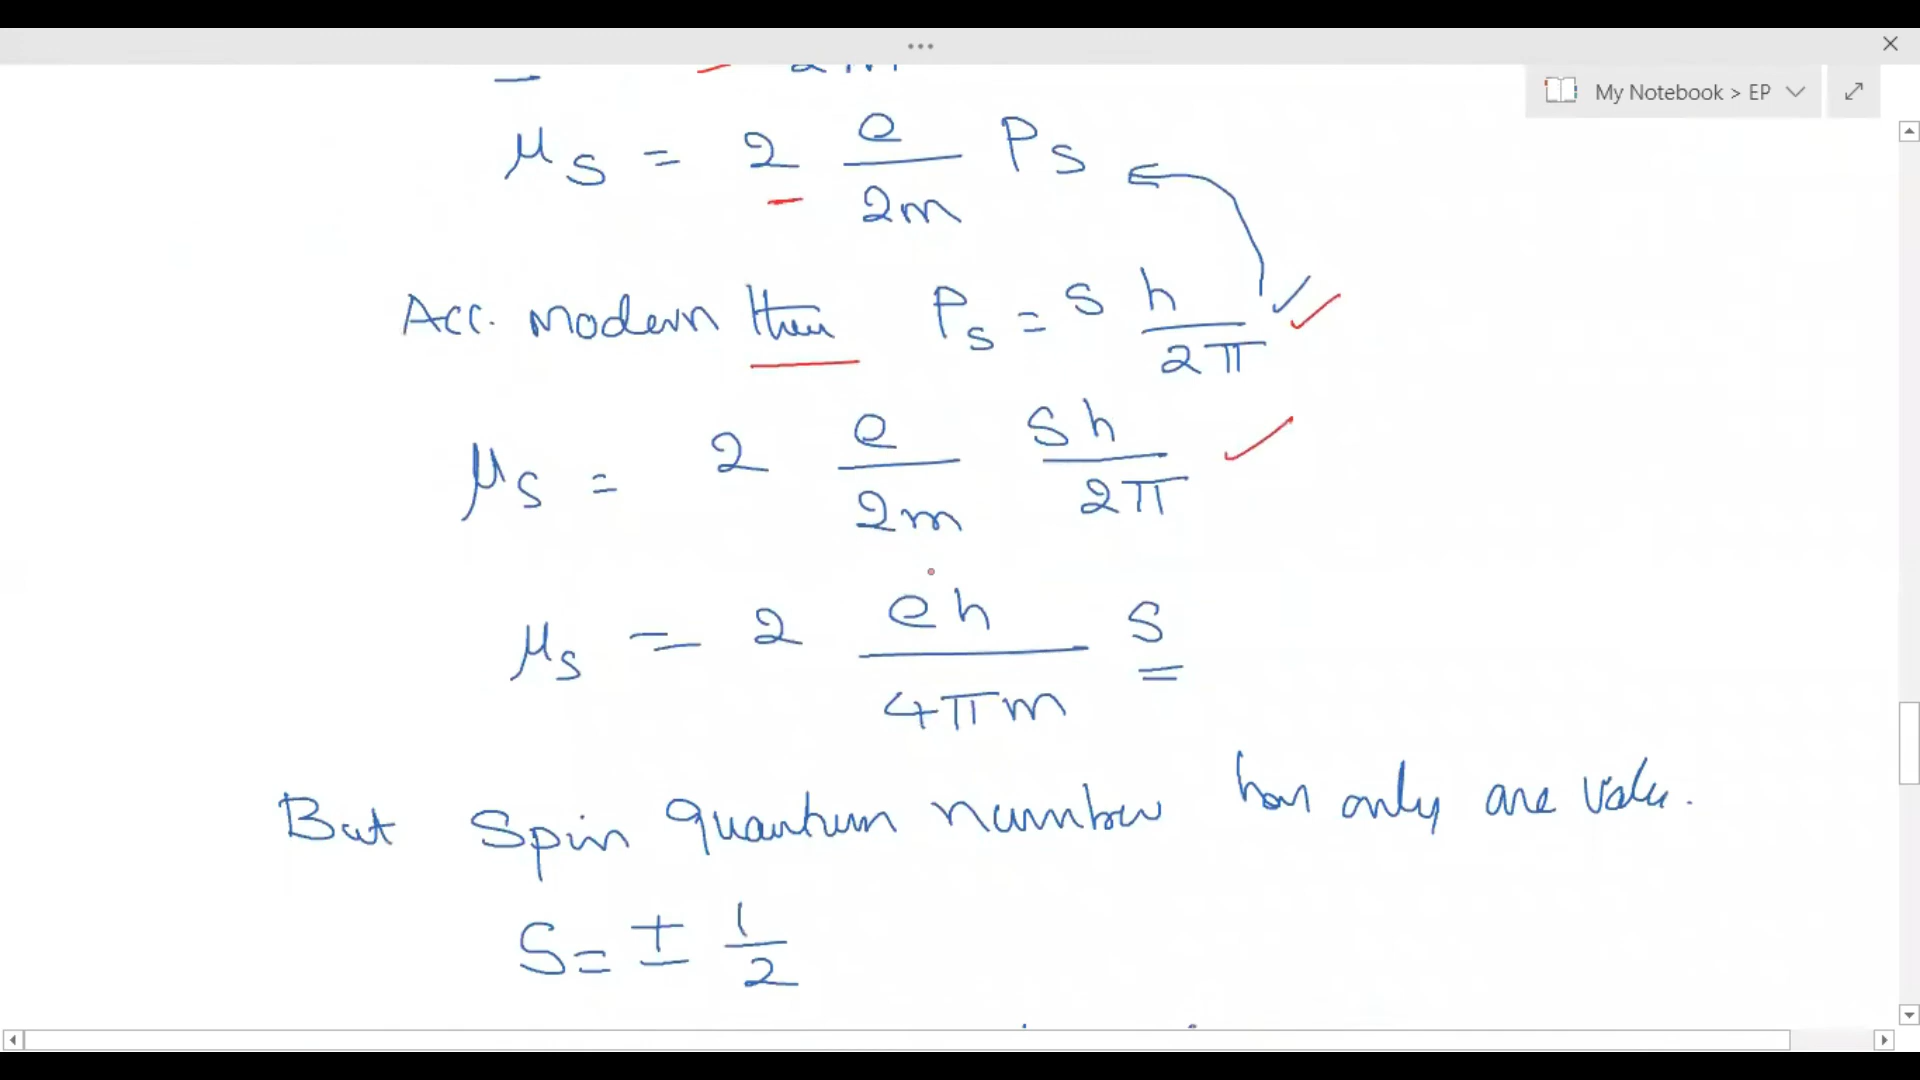 My Notebook > EP
μs = 2 e/2m Ps
Acc. modern theo Ps = s h/2π
μs = 2 e/2m sh/2π
μs = 2 eh/4πm s
But Spin quantum number has only one value.
S = ± 1/2